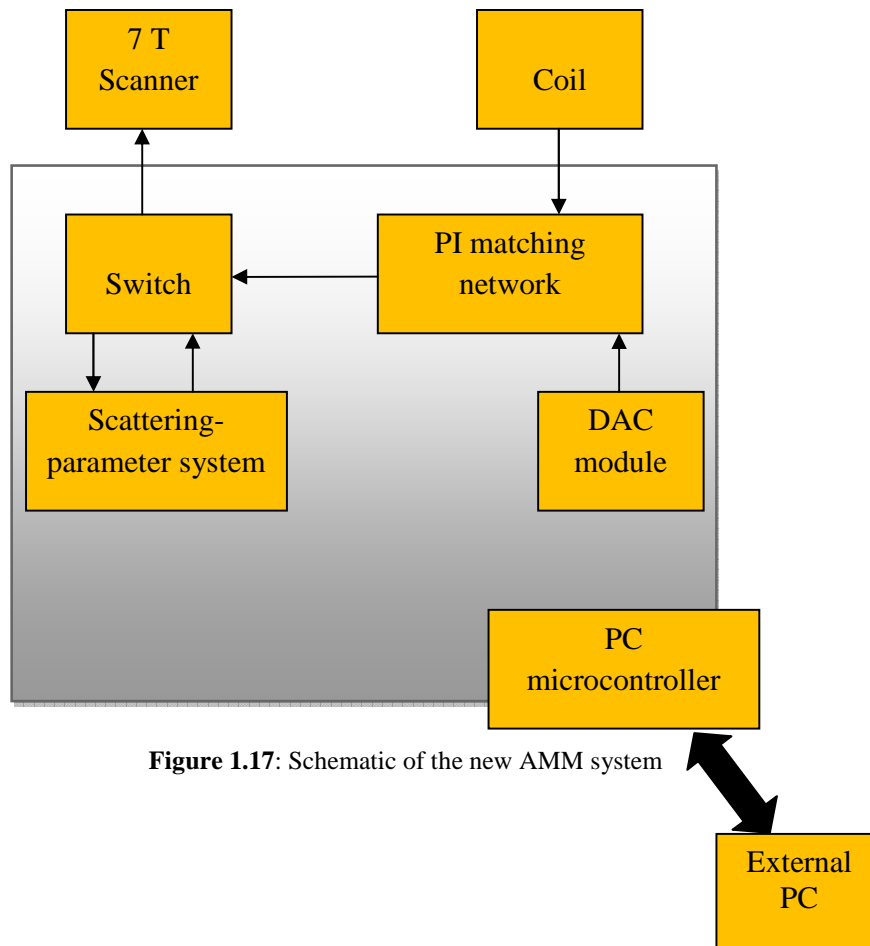 7 T
Scanner
Coil
Switch
PI matching
network
Scattering-
parameter system
DAC
module
PC
microcontroller
Figure 1.17: Schematic of the new AMM system
External
PC